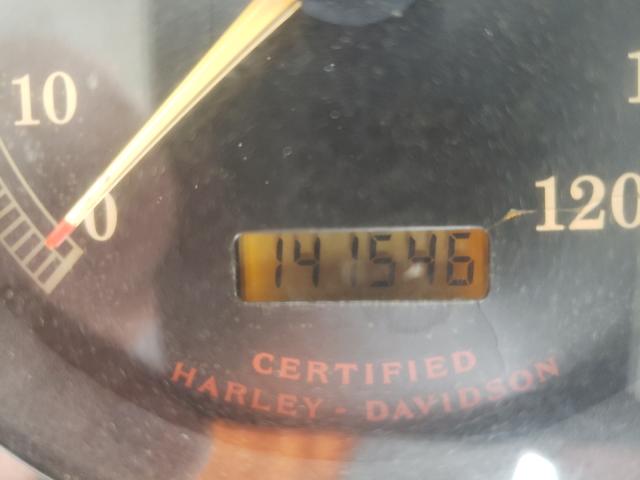 10
0
141546
120
CERTIFIED
HARLEY - DAVIDSON